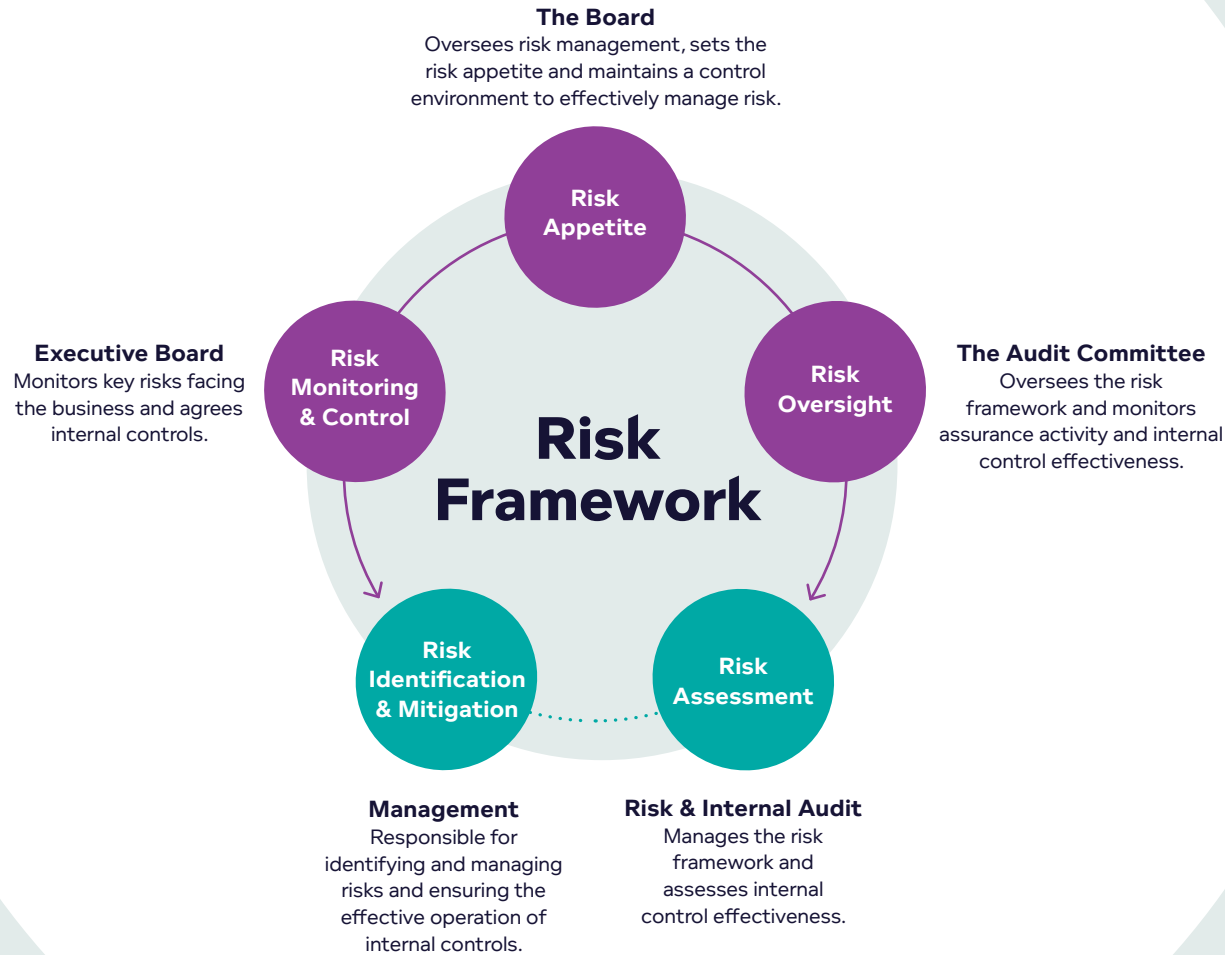 The Board
Oversees risk management, sets the
risk appetite and maintains a control
environment to effectively manage risk.
Risk
Appetite
Executive Board
Monitors key risks facing
the business and agrees
internal controls.
Risk
Monitoring
& Control
Risk
Oversight
The Audit Committee
Oversees the risk
framework and monitors
assurance activity and internal
control effectiveness.
Risk
Framework
Risk
Identification
& Mitigation
Risk
Assessment
Management
Responsible for
identifying and managing
risks and ensuring the
effective operation of
internal controls.
Risk & Internal Audit
Manages the risk
framework and
assesses internal
control effectiveness.